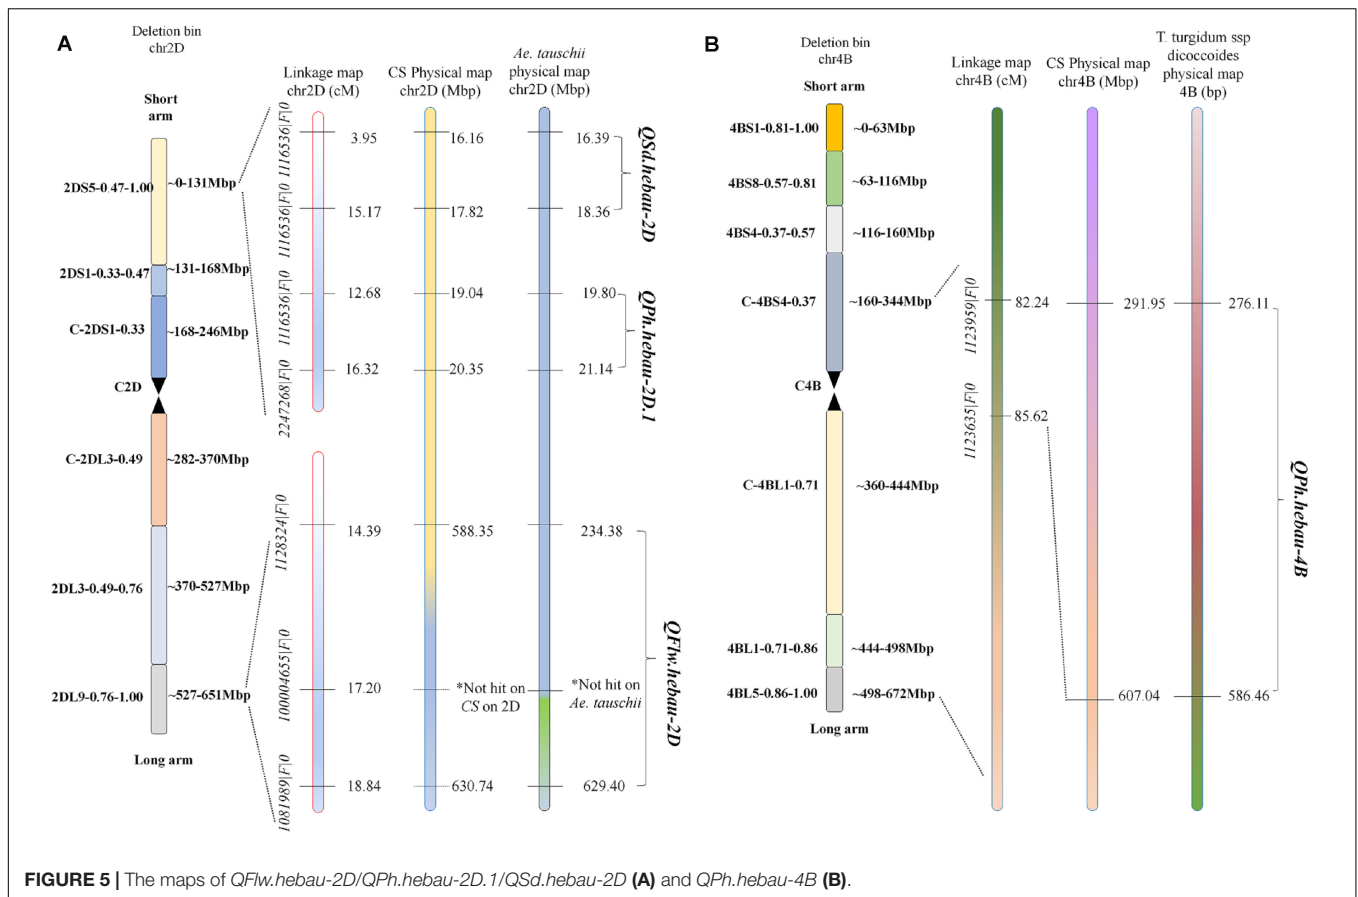 A
Deletion bin
chr2D
Short
arm
2DS5-0.47-1.00
~0-131Mbp
2DS1-0.33-0.47
~131-168Mbp
C-2DS1-0.33
~168-246Mbp
C2D
C-2DL3-0.49
~282-370Mbp
2DL3-0.49-0.76
~370-527Mbp
2DL9-0.76-1.00
~527-651Mbp
Long arm
Linkage map
chr2D (cM)
1116536|F|0
3.95
1116536|F|0
15.17
1116536|F|0
12.68
2247268|F|0
16.32
1128324|F|0
14.39
100004655|F|0
17.20
1081989|F|0
18.84
CS Physical map
chr2D (Mbp)
16.16
17.82
19.04
20.35
588.35
*Not hit on
CS on 2D
630.74
Ae. tauschii
physical map
chr2D (Mbp)
16.39
18.36
19.80
21.14
234.38
*Not hit on
Ae. tauschii
629.40
QSd.hebau-2D
QPh.hebau-2D.1
QFlw.hebau-2D
B
Deletion bin
chr4B
Short arm
4BS1-0.81-1.00
~0-63Mbp
4BS8-0.57-0.81
~63-116Mbp
4BS4-0.37-0.57
~116-160Mbp
C-4BS4-0.37
~160-344Mbp
C4B
C-4BL1-0.71
~360-444Mbp
4BL1-0.71-0.86
~444-498Mbp
4BL5-0.86-1.00
~498-672Mbp
Long arm
Linkage map
chr4B (cM)
1123959|F|0
82.24
1123635|F|0
85.62
CS Physical map
chr4B (Mbp)
291.95
607.04
T. turgidum ssp
dicoccoides
physical map
4B (bp)
276.11
586.46
QPh.hebau-4B
FIGURE 5 | The maps of QFlw.hebau-2D/QPh.hebau-2D.1/QSd.hebau-2D (A) and QPh.hebau-4B (B).